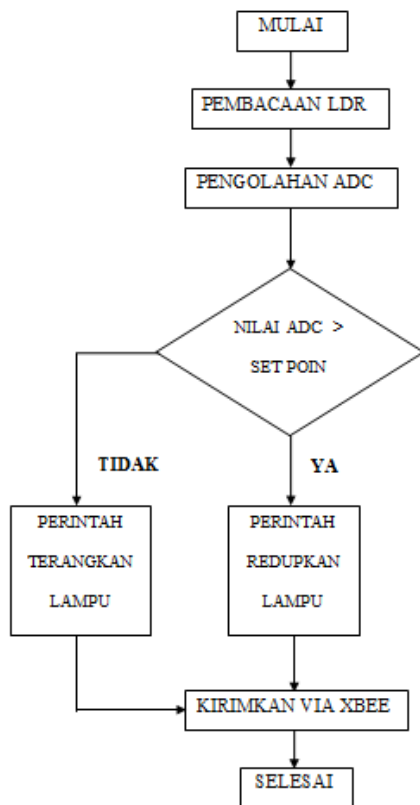 MULAI
PEMBACAAN LDR
PENGOLAHAN ADC
NILAI ADC >
SET POIN
TIDAK
YA
PERINTAH
TERANGKAN
LAMPU
PERINTAH
REDUPKAN
LAMPU
KIRIMKAN VIA XBEE
SELESAI